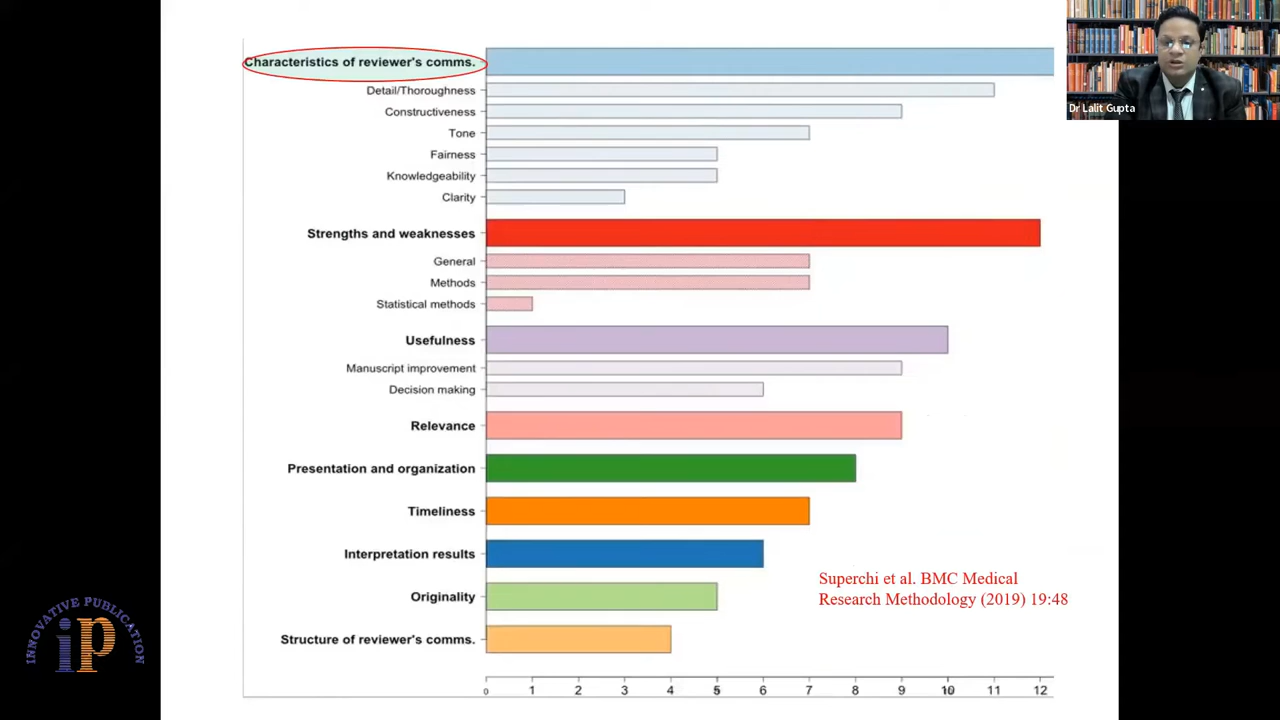 Characteristics of reviewer's comms.
Detail/Thoroughness
Constructiveness
Tone
Fairness
Knowledgeability
Clarity
Strengths and weaknesses
General
Methods
Statistical methods
Usefulness
Manuscript improvement
Decision making
Relevance
Presentation and organization
Timeliness
Interpretation results
Originality
Structure of reviewer's comms.
0 1 2 3 4 5 6 7 8 9 10 11 12
Superchi et al. BMC Medical
Research Methodology (2019) 19:48
Dr Lalit Gupta
INNOVATIVE PUBLICATION
iP